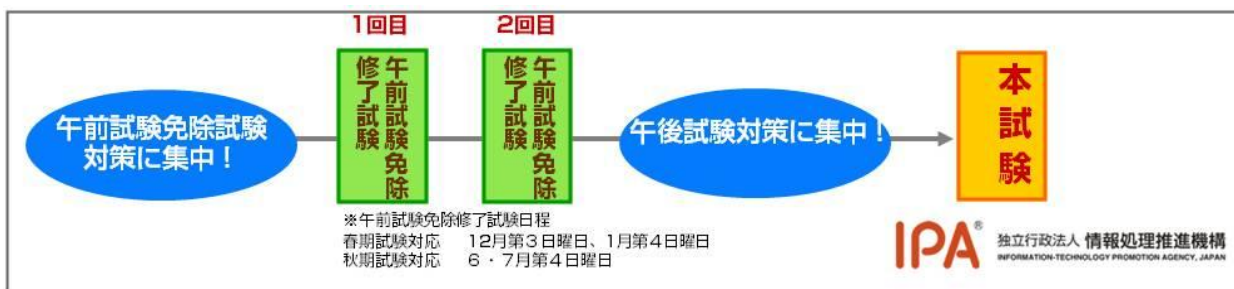 1回目
2回目
午前試験免除試験
対策に集中！
午前試験免除
修了試験
午前試験免除
修了試験
午後試験対策に集中！
本試験
※午前試験免除修了試験日程
春期試験対応　12月第３日曜日、1月第４日曜日
秋期試験対応　６・７月第４日曜日
IPA®
独立行政法人 情報処理推進機構
INFORMATION-TECHNOLOGY PROMOTION AGENCY, JAPAN